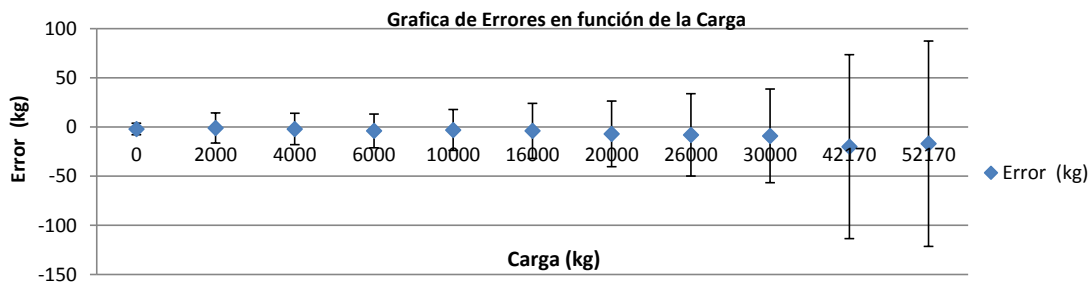 Grafica de Errores en función de la Carga
100
50
0
-50
-100
-150
Error (kg)
0 2000 4000 6000 10000 16000 20000 26000 30000 42170 52170
Carga (kg)
Error (kg)